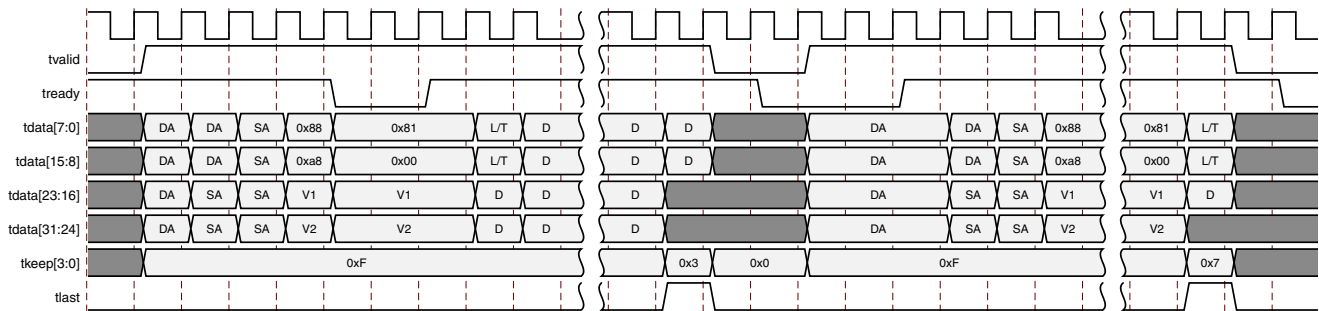 tvalid
tready
tdata[7:0] DA DA SA 0x88 0x81 L/T D D D DA DA SA 0x88 0x81 L/T
tdata[15:8] DA DA SA 0xa8 0x00 L/T D D D DA DA SA 0xa8 0x00 L/T
tdata[23:16] DA SA SA V1 V1 D D D DA SA SA V1 V1 D
tdata[31:24] DA SA SA V2 V2 D D D DA SA SA V2 V2
tkeep[3:0] 0xF 0x3 0x0 0xF 0x7
tlast